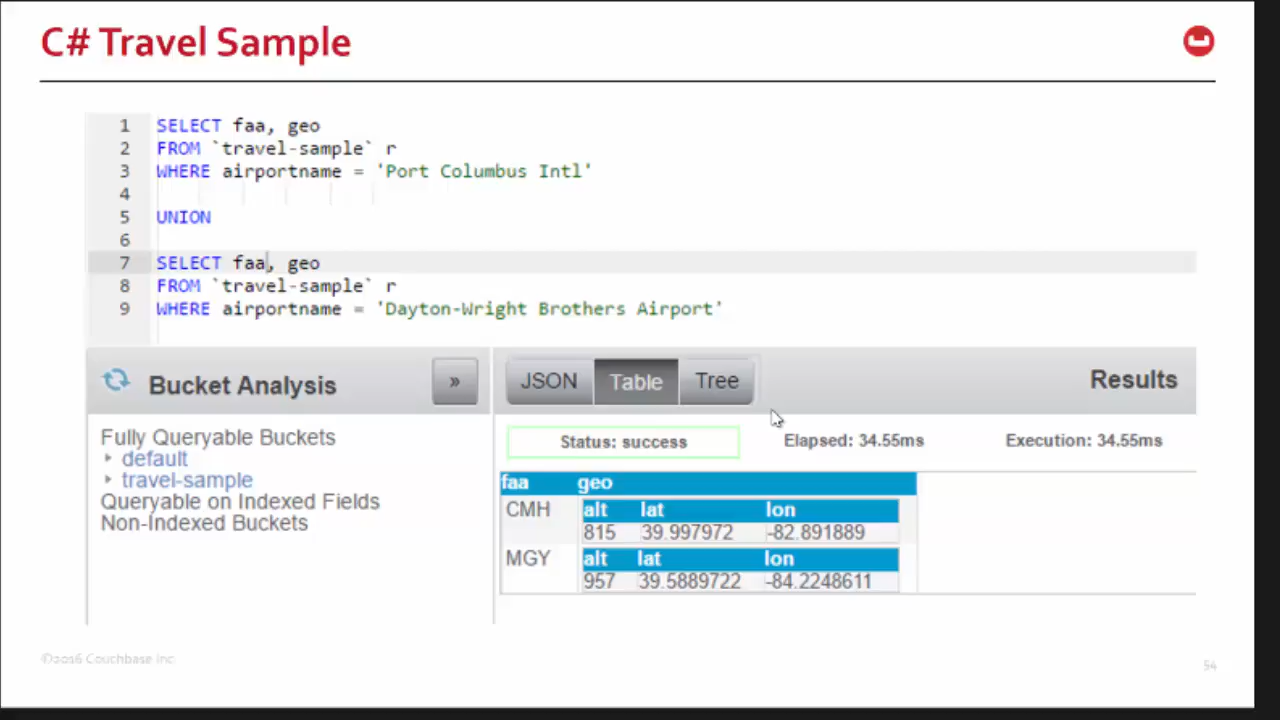 C# Travel Sample
1 SELECT faa, geo
2 FROM `travel-sample` r
3 WHERE airportname = 'Port Columbus Intl'
4
5 UNION
6
7 SELECT faa, geo
8 FROM `travel-sample` r
9 WHERE airportname = 'Dayton-Wright Brothers Airport'
Bucket Analysis »
JSON Table Tree Results
Fully Queryable Buckets
default
travel-sample
Queryable on Indexed Fields
Non-Indexed Buckets
Status: success Elapsed: 34.55ms Execution: 34.55ms
faa geo
alt lat lon
CMH 815 39.997972 -82.891889
alt lat lon
MGY 957 39.5889722 -84.2248611
©2016 Couchbase Inc. 54